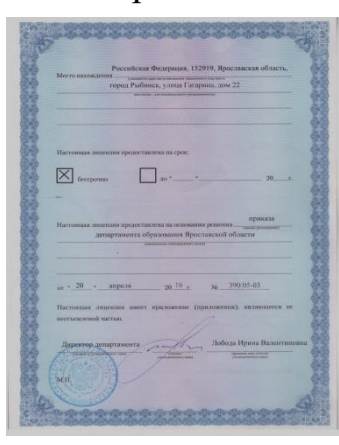 Российская Федерация, 152919, Ярославская область,
Место нахождения
город Рыбинск, улица Гагарина, дом 22
Настоящая лицензия предоставлена на срок:
бессрочно до " " 20 г.
приказа
Настоящая лицензия предоставлена на основании решения
департамента образования Ярославской области
от " 20 " апреля 20 16 г. № 390/05-03
Настоящая лицензия имеет приложение (приложения), являющееся её
неотъемлемой частью.
Директор департамента Лобода Ирина Валентиновна
М.П.